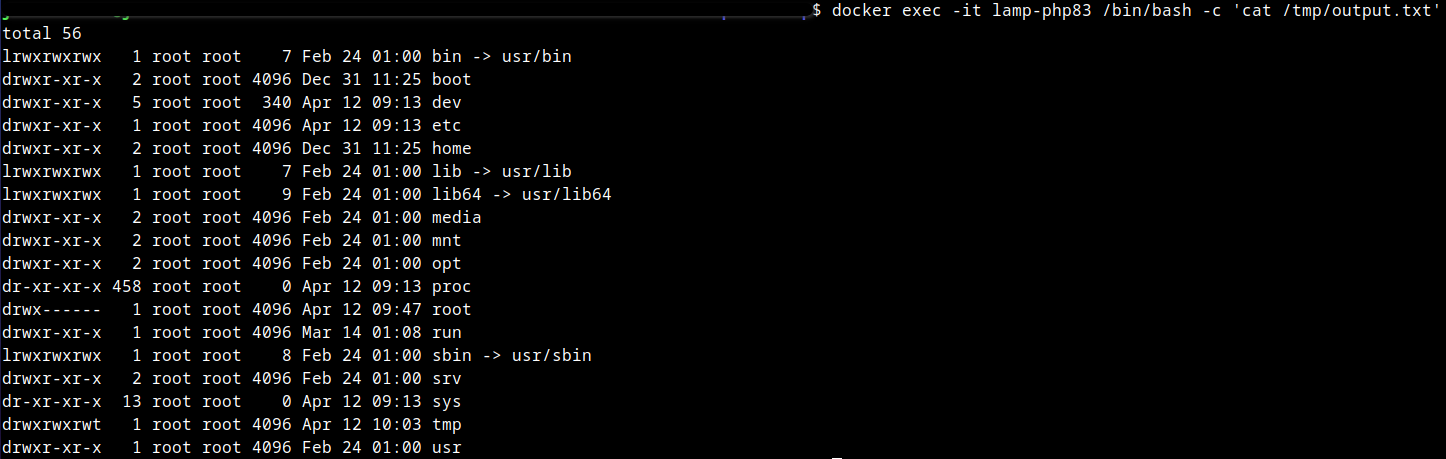 $ docker exec -it lamp-php83 /bin/bash -c 'cat /tmp/output.txt'
total 56
lrwxrwxrwx   1 root root    7 Feb 24 01:00 bin -> usr/bin
drwxr-xr-x   2 root root 4096 Dec 31 11:25 boot
drwxr-xr-x   5 root root  340 Apr 12 09:13 dev
drwxr-xr-x   1 root root 4096 Apr 12 09:13 etc
drwxr-xr-x   2 root root 4096 Dec 31 11:25 home
lrwxrwxrwx   1 root root    7 Feb 24 01:00 lib -> usr/lib
lrwxrwxrwx   1 root root    9 Feb 24 01:00 lib64 -> usr/lib64
drwxr-xr-x   2 root root 4096 Feb 24 01:00 media
drwxr-xr-x   2 root root 4096 Feb 24 01:00 mnt
drwxr-xr-x   2 root root 4096 Feb 24 01:00 opt
dr-xr-xr-x 458 root root    0 Apr 12 09:13 proc
drwx------   1 root root 4096 Apr 12 09:47 root
drwxr-xr-x   1 root root 4096 Mar 14 01:08 run
lrwxrwxrwx   1 root root    8 Feb 24 01:00 sbin -> usr/sbin
drwxr-xr-x   2 root root 4096 Feb 24 01:00 srv
dr-xr-xr-x  13 root root    0 Apr 12 09:13 sys
drwxrwxrwt   1 root root 4096 Apr 12 10:03 tmp
drwxr-xr-x   1 root root 4096 Feb 24 01:00 usr